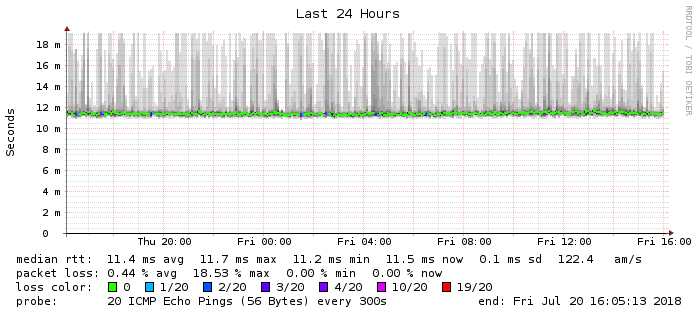 Last 24 Hours
RRDTOOL / TOBI OETIKER
Seconds
18 m
16 m
14 m
12 m
10 m
8 m
6 m
4 m
2 m
0
Thu 20:00 Fri 00:00 Fri 04:00 Fri 08:00 Fri 12:00 Fri 16:00
median rtt: 11.4 ms avg 11.7 ms max 11.2 ms min 11.5 ms now 0.1 ms sd 122.4 am/s
packet loss: 0.44 % avg 18.53 % max 0.00 % min 0.00 % now
loss color: 0 1/20 2/20 3/20 4/20 10/20 19/20
probe: 20 ICMP Echo Pings (56 Bytes) every 300s end: Fri Jul 20 16:05:13 2018